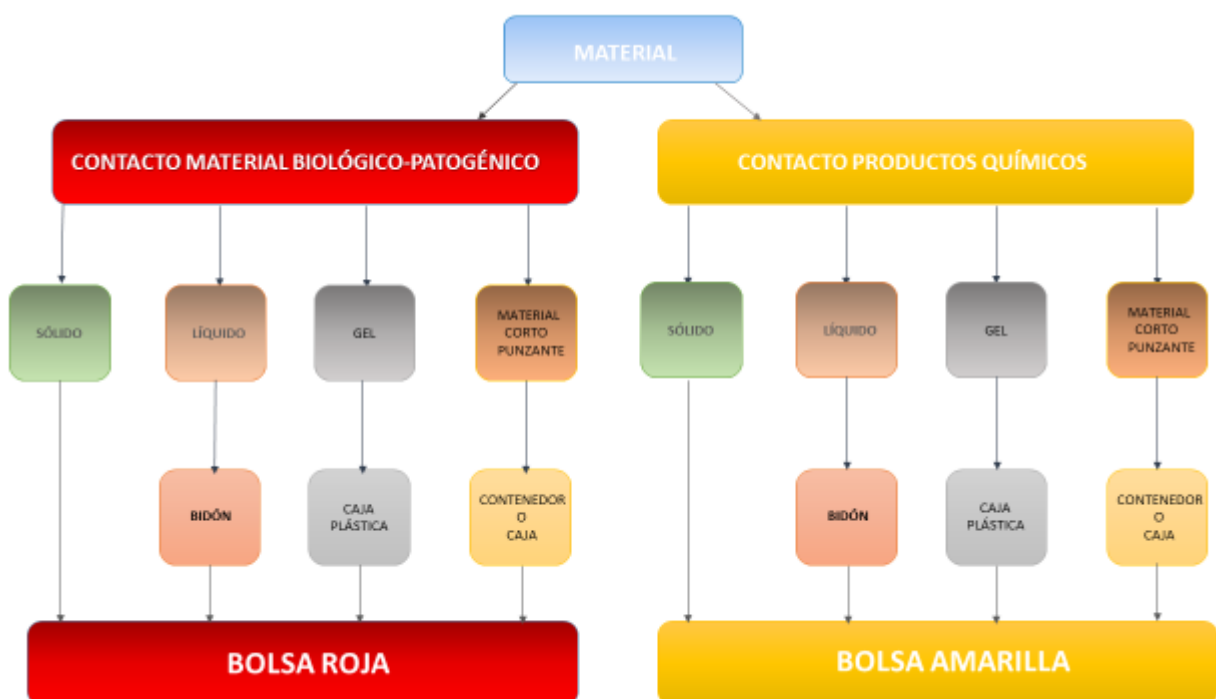 MATERIAL
CONTACTO MATERIAL BIOLÓGICO-PATOGÉNICO
CONTACTO PRODUCTOS QUÍMICOS
SÓLIDO
LÍQUIDO
GEL
MATERIAL
CORTO
PUNZANTE
SÓLIDO
LÍQUIDO
GEL
MATERIAL
CORTO
PUNZANTE
BIDÓN
CAJA
PLÁSTICA
CONTENEDOR
O
CAJA
BIDÓN
CAJA
PLÁSTICA
CONTENEDOR
O
CAJA
BOLSA ROJA
BOLSA AMARILLA